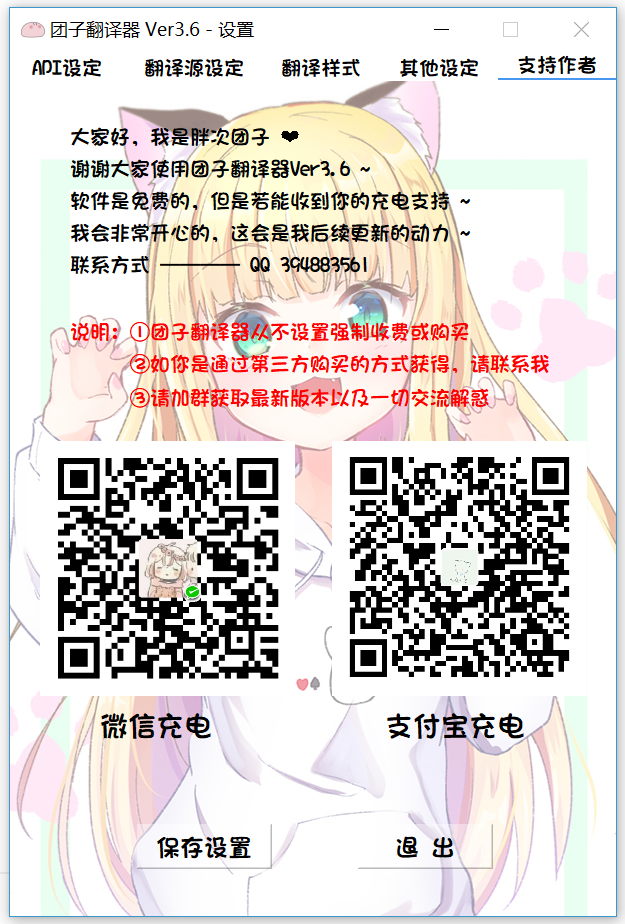 团子翻译器 Ver3.6 - 设置
API设定 翻译源设定 翻译样式 其他设定 支持作者
大家好，我是胖次团子 ❤
谢谢大家使用团子翻译器Ver3.6 ~
软件是免费的，但是若能收到你的充电支持 ~
我会非常开心的，这会是我后续更新的动力 ~
联系方式 ———— QQ 394883561
说明：①团子翻译器从不设置强制收费或购买
②如你是通过第三方购买的方式获得，请联系我
③请加群获取最新版本以及一切交流解惑
微信充电 支付宝充电
保存设置 退 出